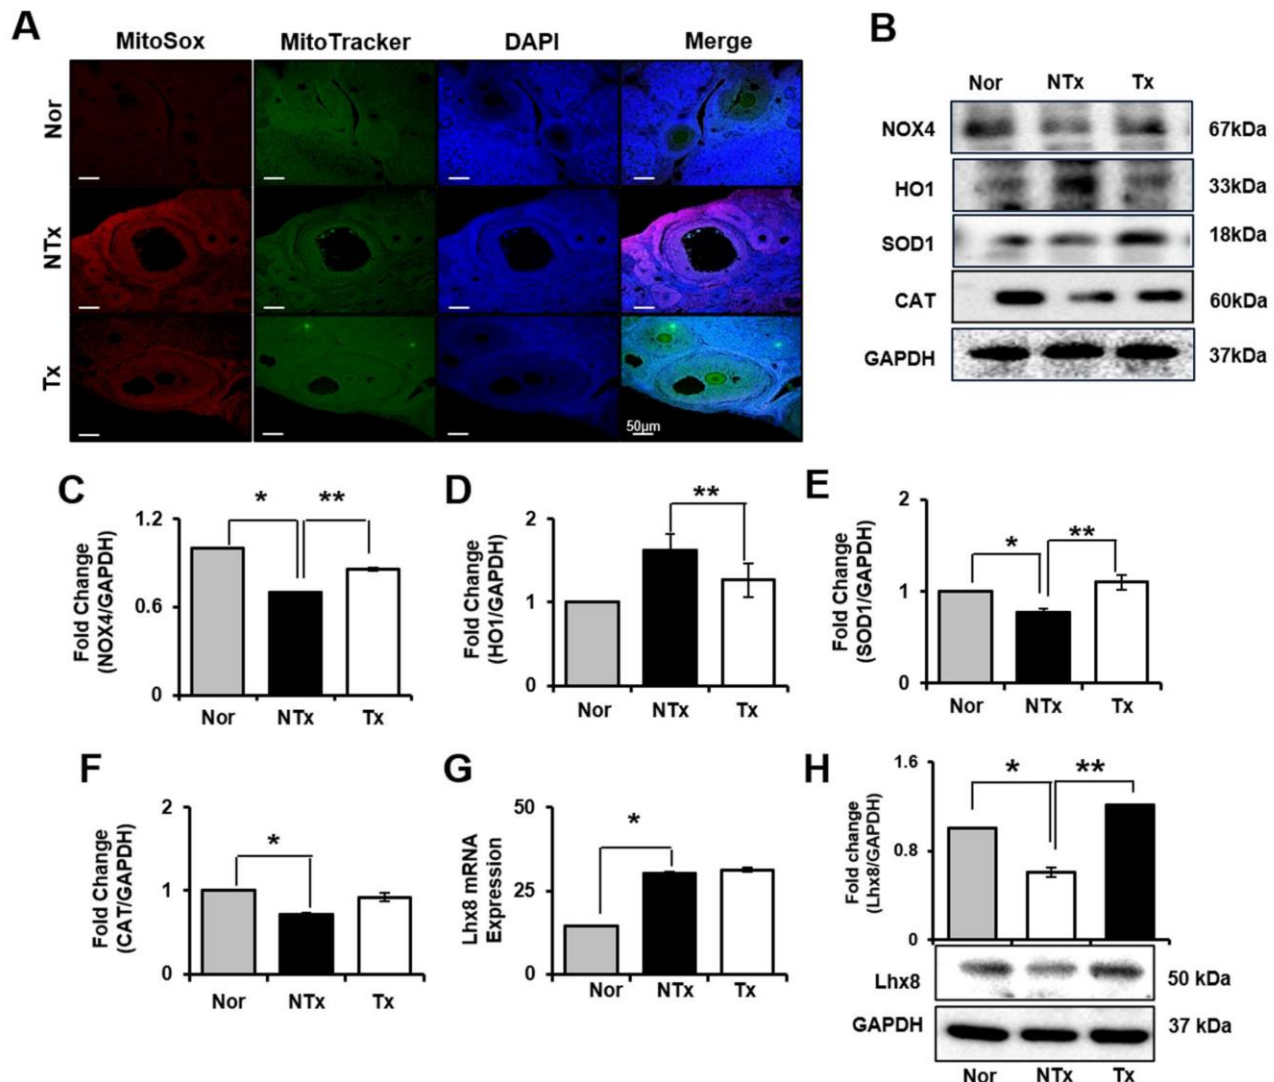 A
MitoSox MitoTracker DAPI Merge
Nor
NTx
Tx
50µm
B
Nor NTx Tx
NOX4 67kDa
HO1 33kDa
SOD1 18kDa
CAT 60kDa
GAPDH 37kDa
C
* **
Fold Change
(NOX4/GAPDH)
1.2
0.6
0
Nor NTx Tx
D
**
Fold Change
(HO1/GAPDH)
2
1
0
Nor NTx Tx
E
* **
Fold Change
(SOD1/GAPDH)
2
1
0
Nor NTx Tx
F
*
Fold Change
(CAT/GAPDH)
2
1
0
Nor NTx Tx
G
*
Lhx8 mRNA
Expression
50
25
0
Nor NTx Tx
H
* **
Fold change
(Lhx8/GAPDH)
1.6
0.8
0
Lhx8 50 kDa
GAPDH 37 kDa
Nor NTx Tx